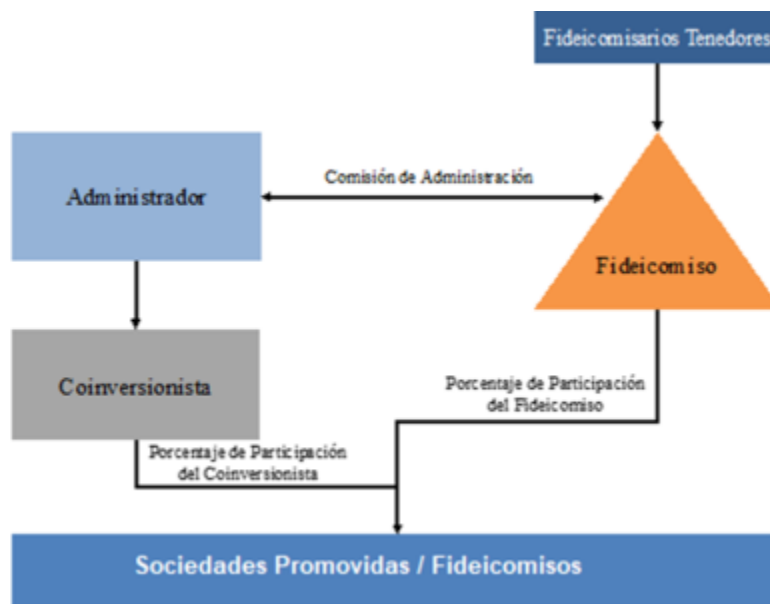 Fideicomisarios Tenedores
Comisión de Administración
Administrador
Fideicomiso
Coinversionista
Porcentaje de Participación
del Fideicomiso
Porcentaje de Participación
del Coinversionista
Sociedades Promovidas / Fideicomisos